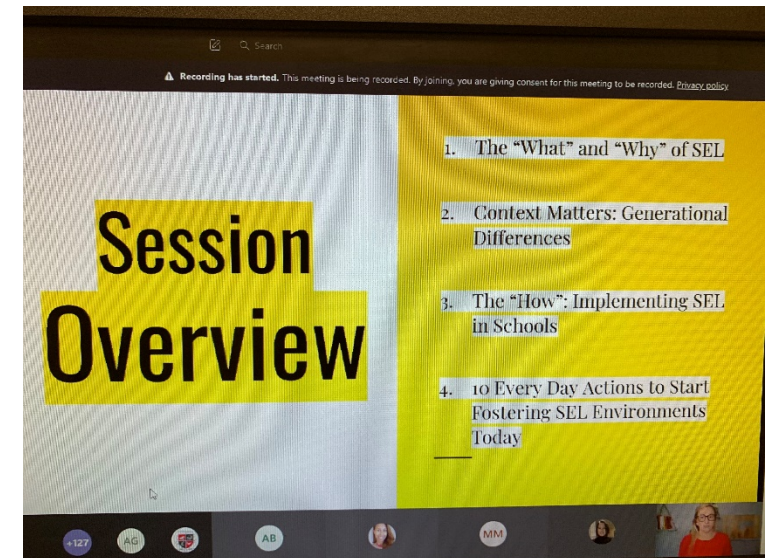 Search
Recording has started. This meeting is being recorded. By joining, you are giving consent for this meeting to be recorded. Privacy policy
Session
Overview
1. The “What” and “Why” of SEL
2. Context Matters: Generational
Differences
3. The “How”: Implementing SEL
in Schools
4. 10 Every Day Actions to Start
Fostering SEL Environments
Today
+127
AG
AB
MM